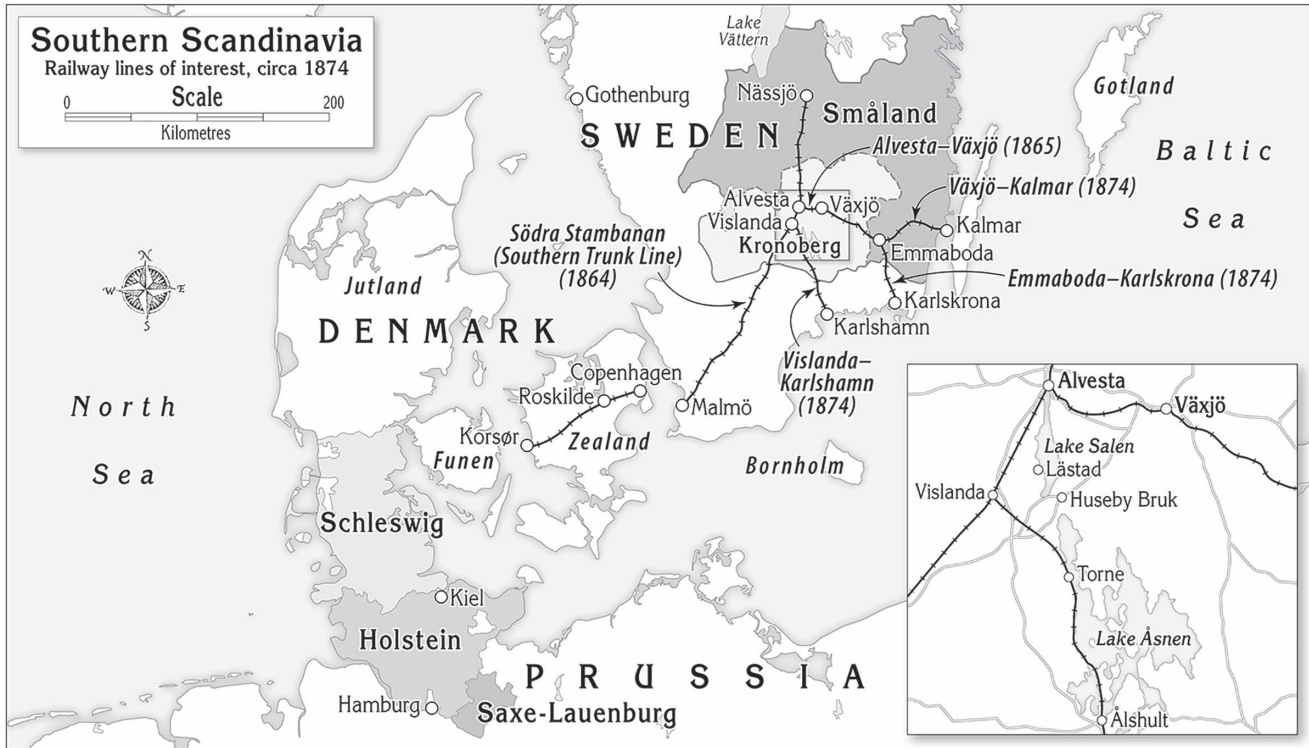 Southern Scandinavia
Railway lines of interest, circa 1874
Scale
0 200
Kilometres
Lake
Vättern
Gothenburg
Nässjö
Småland
Gotland
SWEDEN
Alvesta–Växjö (1865)
Baltic
Sea
Växjö–Kalmar (1874)
Alvesta
Växjö
Vislanda
Kalmar
Kronoberg
Emmaboda
Södra Stambanan
(Southern Trunk Line)
(1864)
Emmaboda–Karlskrona (1874)
N
W E
S
Jutland
Karlskrona
Karlshamn
DENMARK
Vislanda–
Karlshamn
(1874)
Copenhagen
Roskilde
Malmö
North
Sea
Korsør
Zealand
Funen
Bornholm
Schleswig
Kiel
Holstein
PRUSSIA
Hamburg
Saxe-Lauenburg
Alvesta
Växjö
Lake Salen
Lästad
Vislanda
Huseby Bruk
Torne
Lake Åsnen
Ålshult